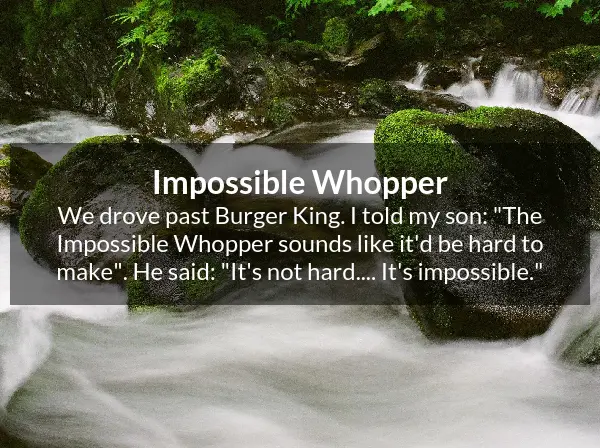 Impossible Whopper
We drove past Burger King. I told my son: "The
Impossible Whopper sounds like it'd be hard to
make". He said: "It's not hard.... It's impossible."